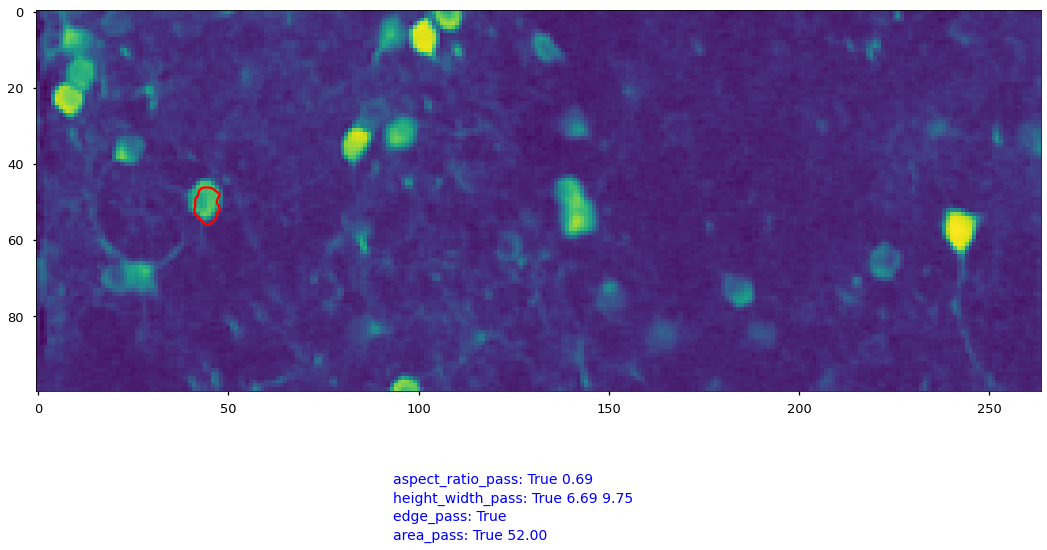 0
20
40
60
80
0 50 100 150 200 250
aspect_ratio_pass: True 0.69
height_width_pass: True 6.69 9.75
edge_pass: True
area_pass: True 52.00